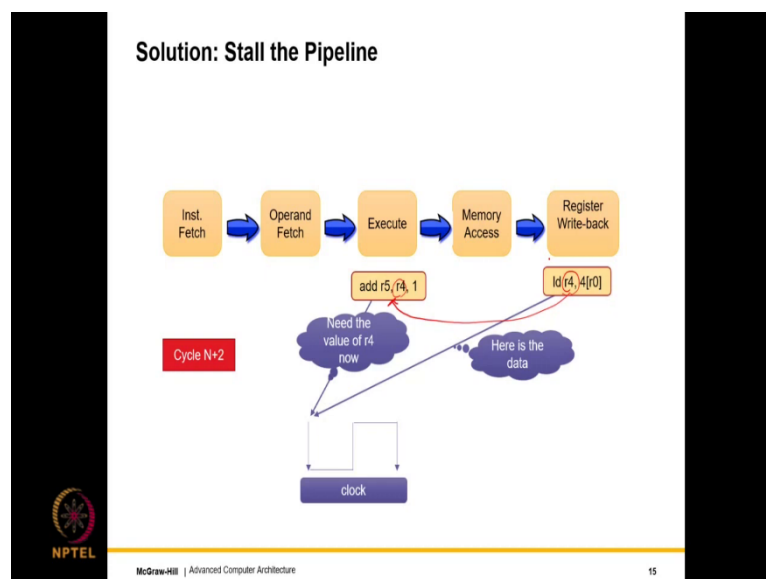 Solution: Stall the Pipeline
Inst.
Fetch
Operand
Fetch
Execute
Memory
Access
Register
Write-back
add r5, r4, 1
ld r4, 4[r0]
Need the
value of r4
now
Here is the
data
Cycle N+2
clock
NPTEL
McGraw-Hill | Advanced Computer Architecture
15